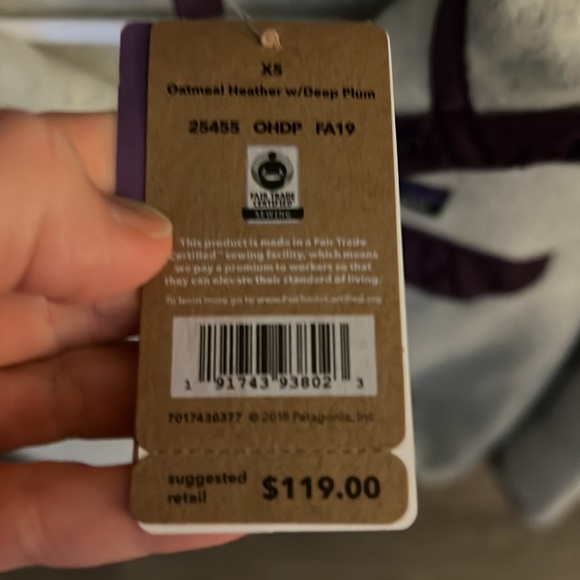 XS
Oatmeal Heather w/Deep Plum
25455 OHDP FA19
FAIR TRADE
CERTIFIED
SEWING
This product is made in a Fair Trade
Certified™ sewing facility, which means
we pay a premium to workers so that
they can elevate their standard of living.
To learn more go to www.FairTradeCertified.org
1 91743 93802 3
7017430377 © 2018 Patagonia, Inc.
suggested
retail
$119.00